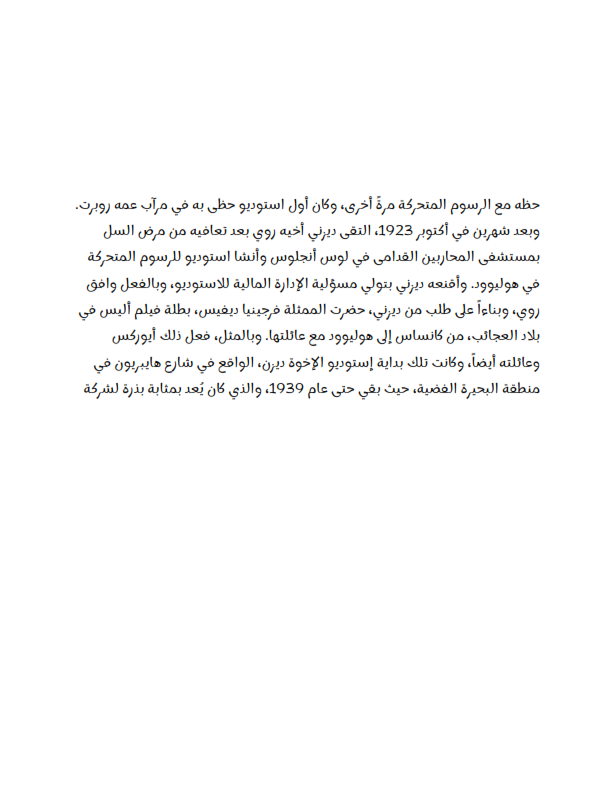 حظه مع الرسوم المتحركة مرةً أخرى، وكان أول استوديو حظى به في مرآب عمه روبرت.
وبعد شهرين في أكتوبر 1923، التقى ديزني أخيه روي بعد تعافيه من مرض السل
بمستشفى المحاربين القدامى في لوس أنجلوس وأنشا استوديو للرسوم المتحركة
في هوليوود. وأقنعه ديزني بتولي مسؤلية الإدارة المالية للاستوديو، وبالفعل وافق
روي، وبناءاً على طلب من ديزني، حضرت الممثلة فرجينيا ديفيس، بطلة فيلم أليس في
بلاد العجائب، من كانساس إلى هوليوود مع عائلتها. وبالمثل، فعل ذلك أيوركس
وعائلته أيضاً، وكانت تلك بداية إستوديو الإخوة ديزن، الواقع في شارع هايبريون في
منطقة البحيرة الفضية، حيث بقي حتى عام 1939، والذي كان يُعد بمثابة بذرة لشركة